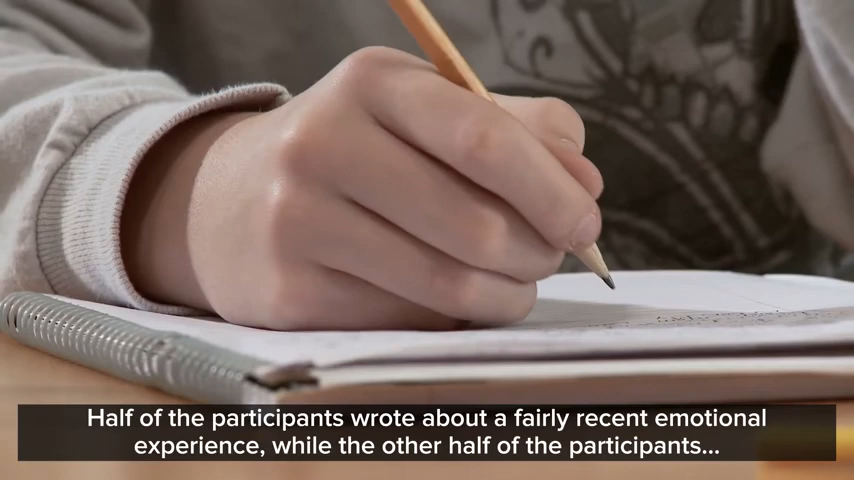 Half of the participants wrote about a fairly recent emotional
experience, while the other half of the participants...